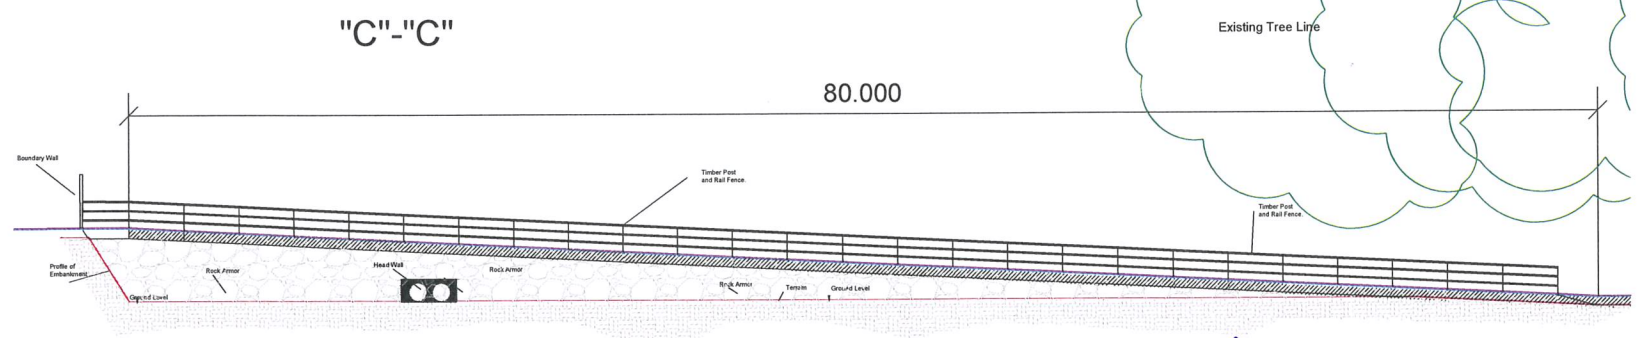 "C"-"C"
Existing Tree Line
80.000
Boundary Wall
Timber Post
and Rail Fence.
Timber Post
and Rail Fence.
Profile of
Embankment
Rock Armor
Head Wall
Rock Armor
Rock Armor
Terrain
Ground Level
Ground Level